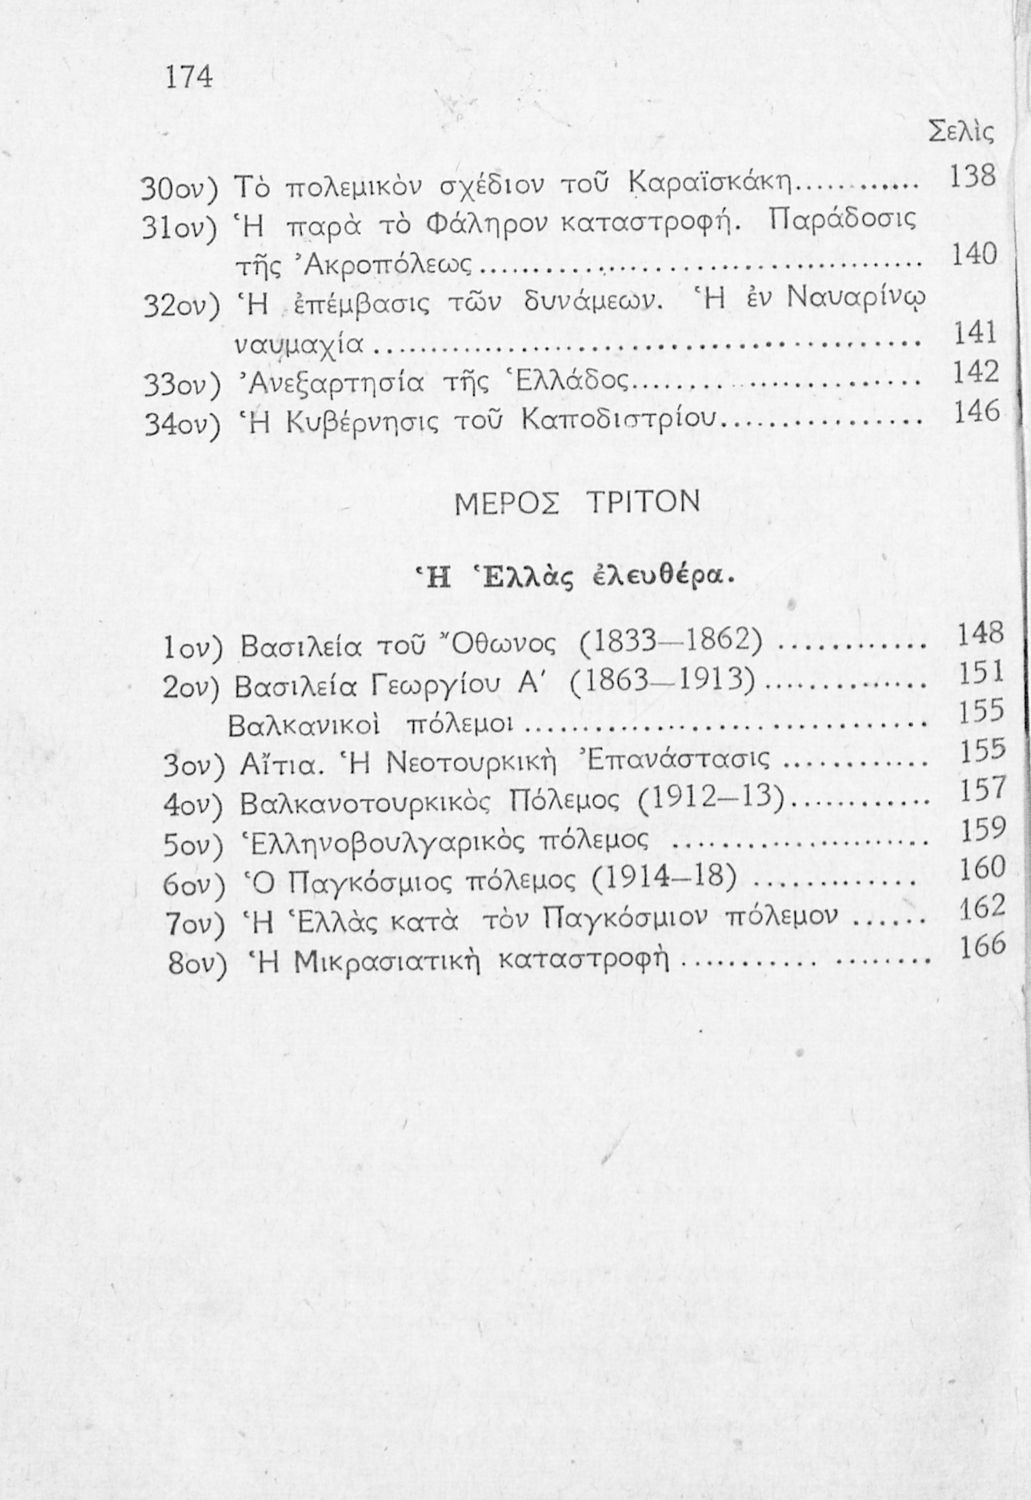 174
Σελὶς
30ον) Τὸ πολεμικὸν σχέδιον τοῦ Καραϊσκάκη............ 138
31ον) Ἡ παρὰ τὸ Φάληρον καταστροφή. Παράδοσις
τῆς Ἀκροπόλεως........................................ 140
32ον) Ἡ ἐπέμβασις τῶν δυνάμεων. Ἡ ἐν Ναυαρίνῳ
ναυμαχία................................................ 141
33ον) Ἀνεξαρτησία τῆς Ἑλλάδος.......................... 142
34ον) Ἡ Κυβέρνησις τοῦ Καποδιστρίου.................. 146
ΜΕΡΟΣ ΤΡΙΤΟΝ
Ἡ Ἑλλὰς ἐλευθέρα.
1ον) Βασιλεία τοῦ Ὄθωνος (1833—1862) ............. 148
2ον) Βασιλεία Γεωργίου Α′ (1863—1913).............. 151
Βαλκανικοὶ πόλεμοι.................................. 155
3ον) Αἴτια. Ἡ Νεοτουρκικὴ Ἐπανάστασις ............ 155
4ον) Βαλκανοτουρκικὸς Πόλεμος (1912—13)............ 157
5ον) Ἑλληνοβουλγαρικὸς πόλεμος ...................... 159
6ον) Ὁ Παγκόσμιος πόλεμος (1914—18) .............. 160
7ον) Ἡ Ἑλλὰς κατὰ τὸν Παγκόσμιον πόλεμον ...... 162
8ον) Ἡ Μικρασιατικὴ καταστροφὴ .................... 166